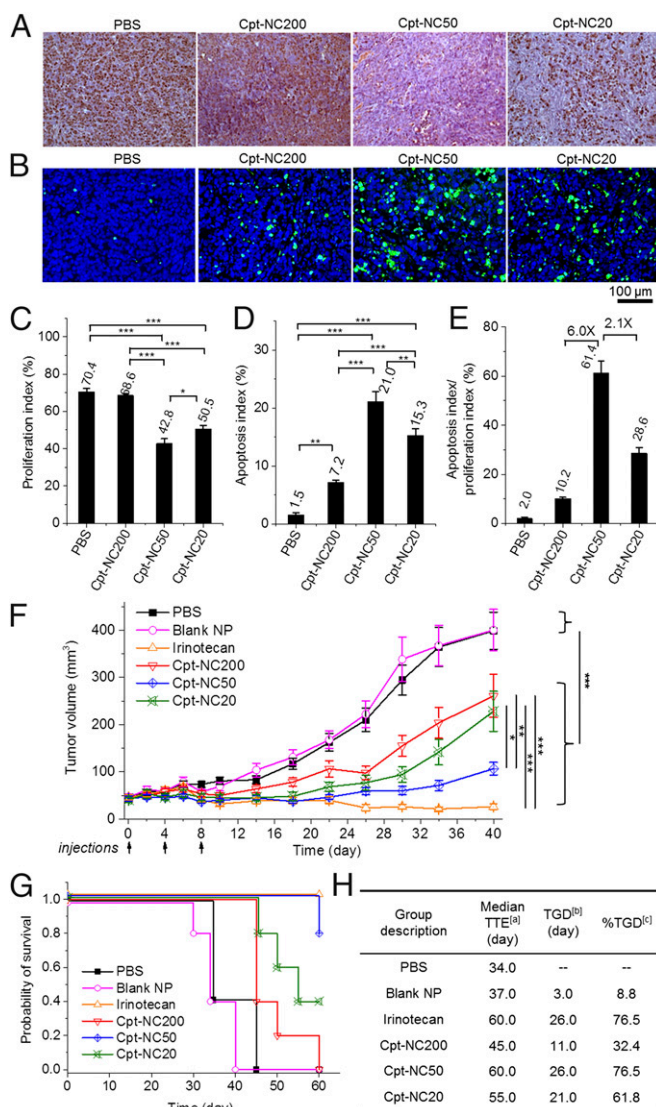 A
PBS Cpt-NC200 Cpt-NC50 Cpt-NC20
B
PBS Cpt-NC200 Cpt-NC50 Cpt-NC20
100 µm
C
Proliferation index (%)
80
60
40
20
0
70.4 68.6 42.8 50.5
*** *** *** *** *
PBS Cpt-NC200 Cpt-NC50 Cpt-NC20
D
Apoptosis index (%)
30
20
10
0
1.5 7.2 21.0 15.3
*** *** *** *** ** **
PBS Cpt-NC200 Cpt-NC50 Cpt-NC20
E
Apoptosis index/
proliferation index (%)
80
60
40
20
0
6.0X 2.1X
2.0 10.2 61.4 28.6
PBS Cpt-NC200 Cpt-NC50 Cpt-NC20
F
Tumor volume (mm³)
400
300
200
100
0
PBS
Blank NP
Irinotecan
Cpt-NC200
Cpt-NC50
Cpt-NC20
* ** *** *** ***
0 4 8 12 16 20 24 28 32 36 40
injections
Time (day)
G
Probability of survival
1.0
0.8
0.6
0.4
0.2
0.0
PBS
Blank NP
Irinotecan
Cpt-NC200
Cpt-NC50
Cpt-NC20
0 10 20 30 40 50 60
Time (day)
H
Group description Median TTE[a] (day) TGD[b] (day) %TGD[c]
PBS 34.0 -- --
Blank NP 37.0 3.0 8.8
Irinotecan 60.0 26.0 76.5
Cpt-NC200 45.0 11.0 32.4
Cpt-NC50 60.0 26.0 76.5
Cpt-NC20 55.0 21.0 61.8